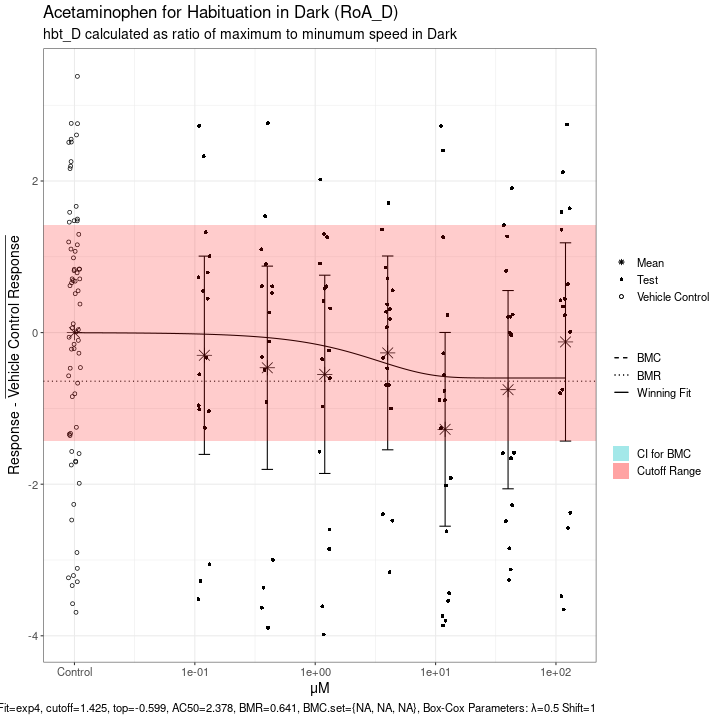 Acetaminophen for Habituation in Dark (RoA_D)
hbt_D calculated as ratio of maximum to minumum speed in Dark
Response - Vehicle Control Response
2
0
-2
-4
Control
1e-01
1e+00
1e+01
1e+02
μM
Mean
Test
Vehicle Control
BMC
BMR
Winning Fit
CI for BMC
Cutoff Range
Fit=exp4, cutoff=1.425, top=-0.599, AC50=2.378, BMR=0.641, BMC.set={NA, NA, NA}, Box-Cox Parameters: λ=0.5 Shift=1